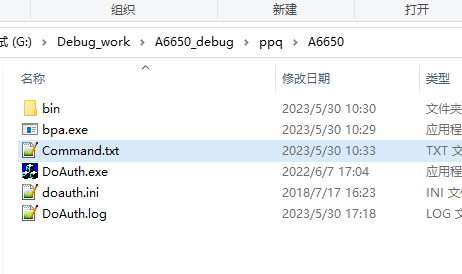 组织 新建 打开
试 (G:) › Debug_work › A6650_debug › ppq › A6650
名称 修改日期 类型
bin 2023/5/30 10:30 文件夹
bpa.exe 2023/5/30 10:29 应用程
Command.txt 2023/5/30 10:33 TXT 文
DoAuth.exe 2022/6/7 17:04 应用程
doauth.ini 2018/7/17 16:23 INI 文
DoAuth.log 2023/5/30 17:18 LOG 文